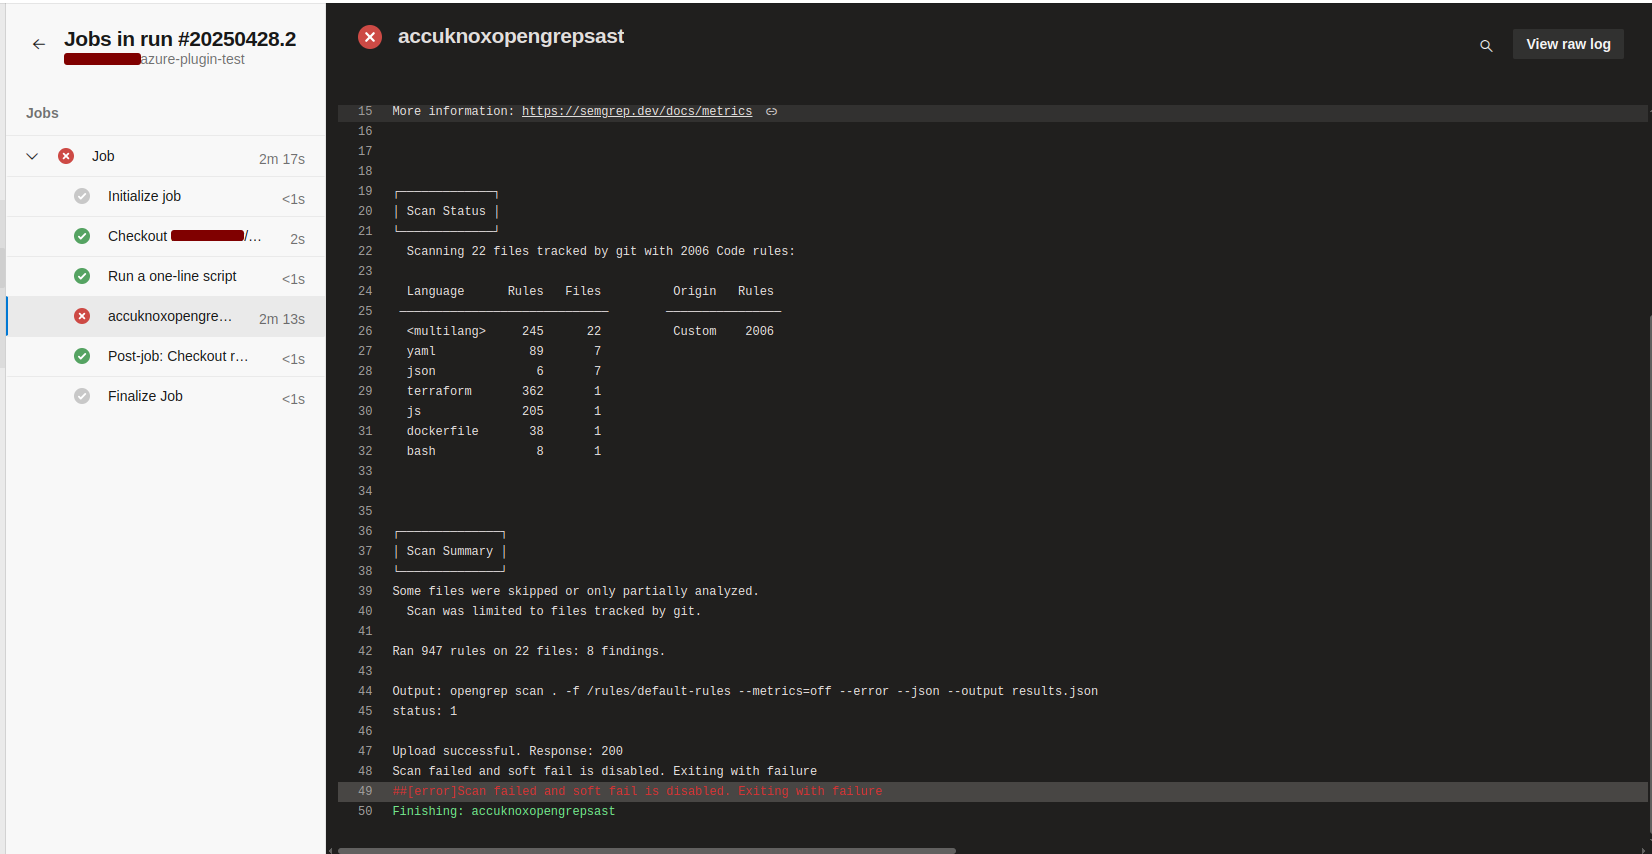 Jobs in run #20250428.2
azure-plugin-test
Jobs
Job 2m 17s
Initialize job <1s
Checkout /... 2s
Run a one-line script <1s
accuknoxopengre... 2m 13s
Post-job: Checkout r... <1s
Finalize Job <1s
accuknoxopengrepsast
View raw log
15 More information: https://semgrep.dev/docs/metrics
16
17
18
19
20 Scan Status
21
22 Scanning 22 files tracked by git with 2006 Code rules:
23
24 Language Rules Files Origin Rules
25
26 <multilang> 245 22 Custom 2006
27 yaml 89 7
28 json 6 7
29 terraform 362 1
30 js 205 1
31 dockerfile 38 1
32 bash 8 1
33
34
35
36
37 Scan Summary
38
39 Some files were skipped or only partially analyzed.
40 Scan was limited to files tracked by git.
41
42 Ran 947 rules on 22 files: 8 findings.
43
44 Output: opengrep scan . -f /rules/default-rules --metrics=off --error --json --output results.json
45 status: 1
46
47 Upload successful. Response: 200
48 Scan failed and soft fail is disabled. Exiting with failure
49 ##[error]Scan failed and soft fail is disabled. Exiting with failure
50 Finishing: accuknoxopengrepsast